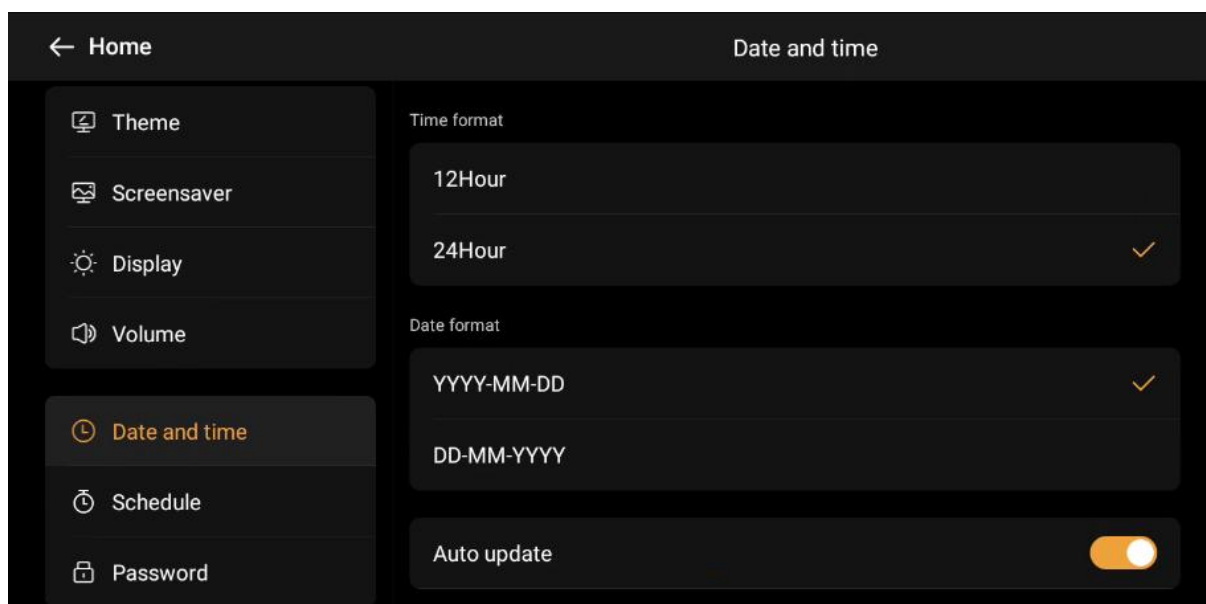 Home
Date and time
Theme
Screensaver
Display
Volume
Date and time
Schedule
Password
Time format
12Hour
24Hour
Date format
YYYY-MM-DD
DD-MM-YYYY
Auto update